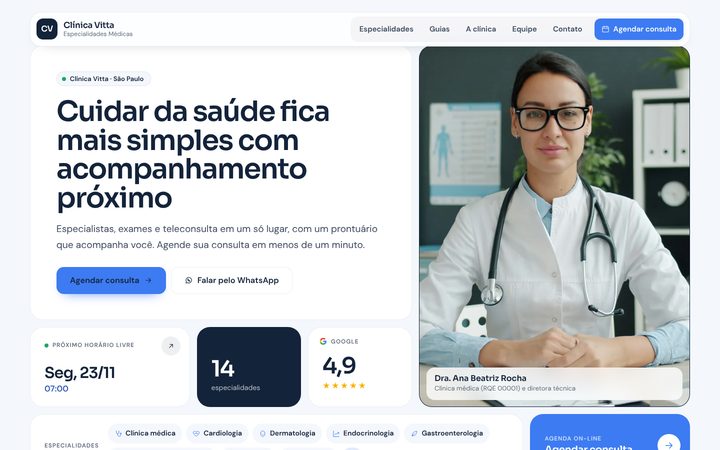 CV
Clínica Vitta
Especialidades Médicas
Especialidades
Guias
A clínica
Equipe
Contato
Agendar consulta
Clínica Vitta · São Paulo
Cuidar da saúde fica
mais simples com
acompanhamento
próximo
Especialistas, exames e teleconsulta em um só lugar, com um prontuário
que acompanha você. Agende sua consulta em menos de um minuto.
Agendar consulta →
Falar pelo WhatsApp
PRÓXIMO HORÁRIO LIVRE
Seg, 23/11
07:00
14
especialidades
GOOGLE
4,9
★★★★★
Dra. Ana Beatriz Rocha
Clínica médica (RQE 00001) e diretora técnica
ESPECIALIDADES
Clínica médica
Cardiologia
Dermatologia
Endocrinologia
Gastroenterologia
AGENDA ON-LINE
Agendar consulta